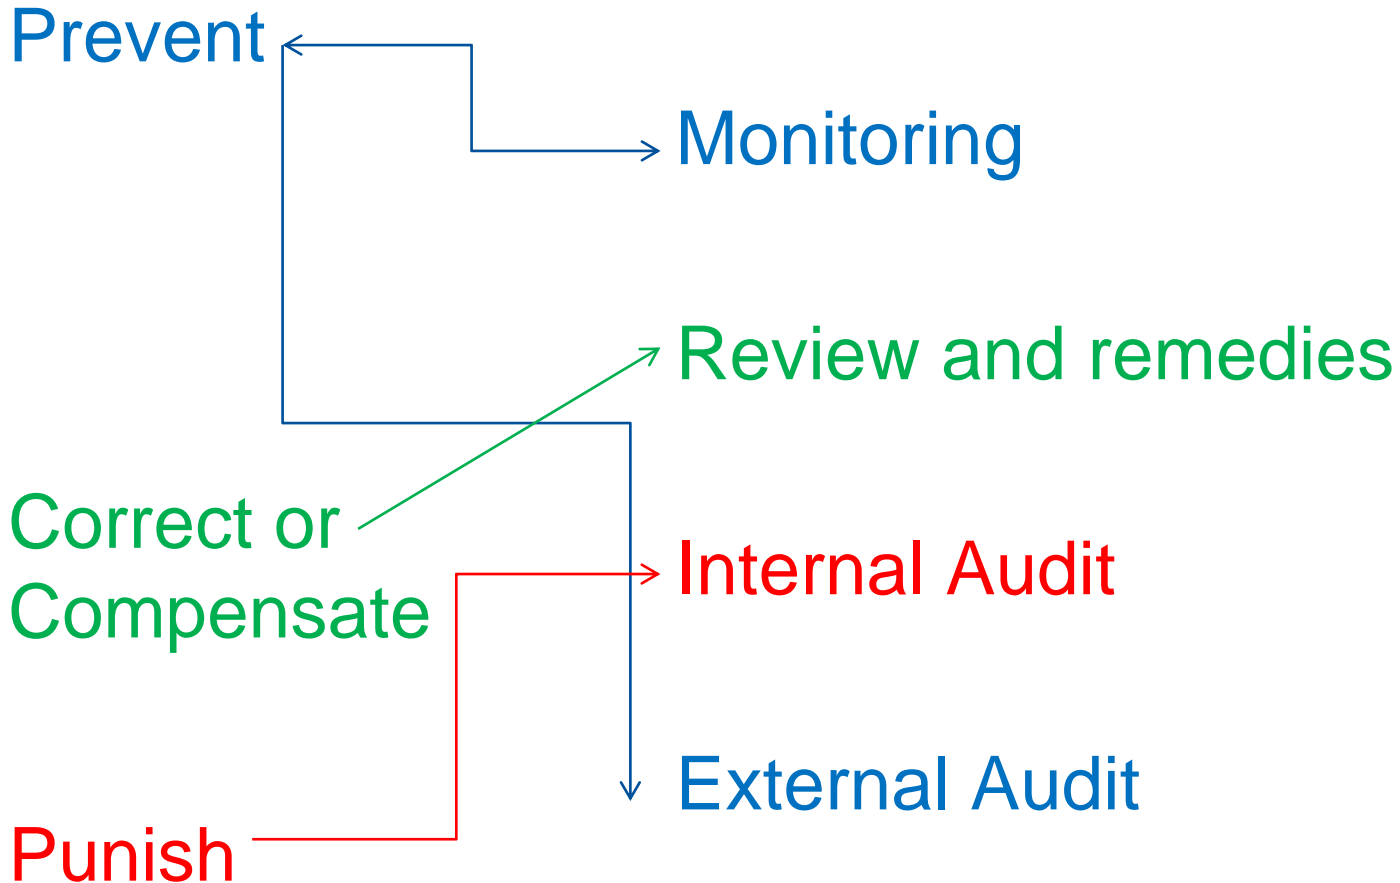 Prevent
Monitoring
Review and remedies
Correct or
Compensate
Internal Audit
External Audit
Punish